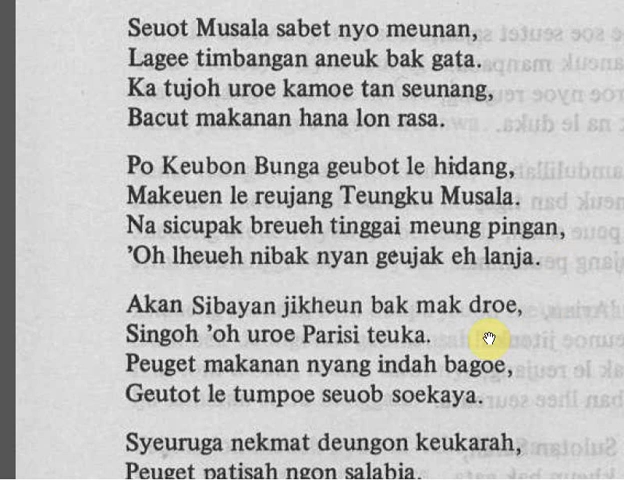 Seuot Musala sabet nyo meunan,
Lagee timbangan aneuk bak gata.
Ka tujoh uroe kamoe tan seunang,
Bacut makanan hana lon rasa.
Po Keubon Bunga geubot le hidang,
Makeuen le reujang Teungku Musala.
Na sicupak breueh tinggai meung pingan,
'Oh lheueh nibak nyan geujak eh lanja.
Akan Sibayan jikheun bak mak droe,
Singoh 'oh uroe Parisi teuka.
Peuget makanan nyang indah bagoe,
Geutot le tumpoe seuob soekaya.
Syeuruga nekmat deungon keukarah,
Peuget patisah ngon salabia.